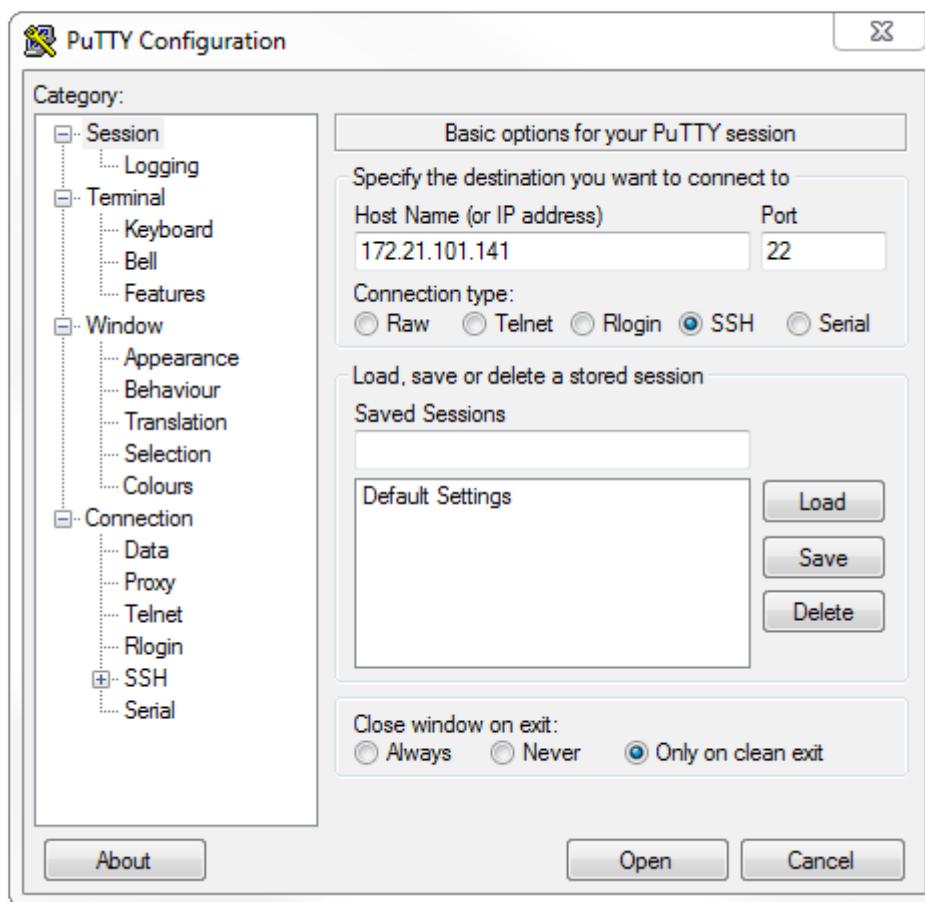 PuTTY Configuration
Category:
Session
Logging
Terminal
Keyboard
Bell
Features
Window
Appearance
Behaviour
Translation
Selection
Colours
Connection
Data
Proxy
Telnet
Rlogin
SSH
Serial
Basic options for your PuTTY session
Specify the destination you want to connect to
Host Name (or IP address) Port
172.21.101.141 22
Connection type:
Raw Telnet Rlogin SSH Serial
Load, save or delete a stored session
Saved Sessions
Default Settings
Load
Save
Delete
Close window on exit:
Always Never Only on clean exit
About Open Cancel